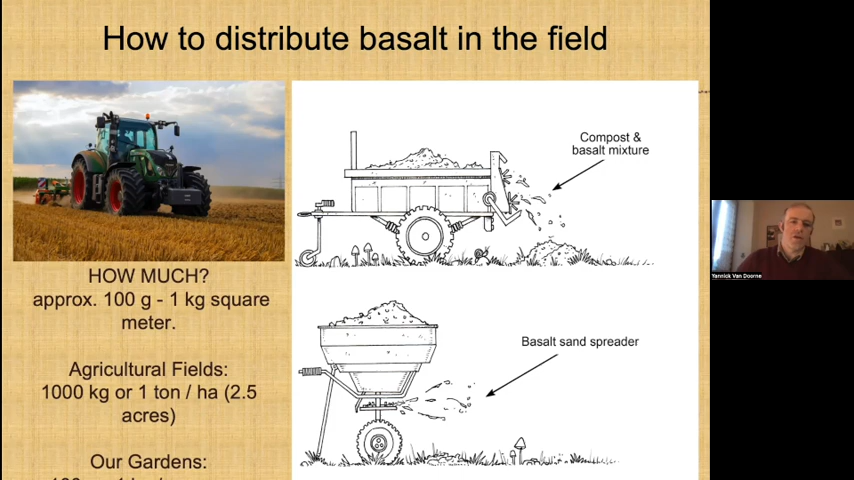 How to distribute basalt in the field
HOW MUCH?
approx. 100 g - 1 kg square
meter.
Agricultural Fields:
1000 kg or 1 ton / ha (2.5
acres)
Our Gardens:
Compost &
basalt mixture
Basalt sand spreader
Yannick Van Doorne